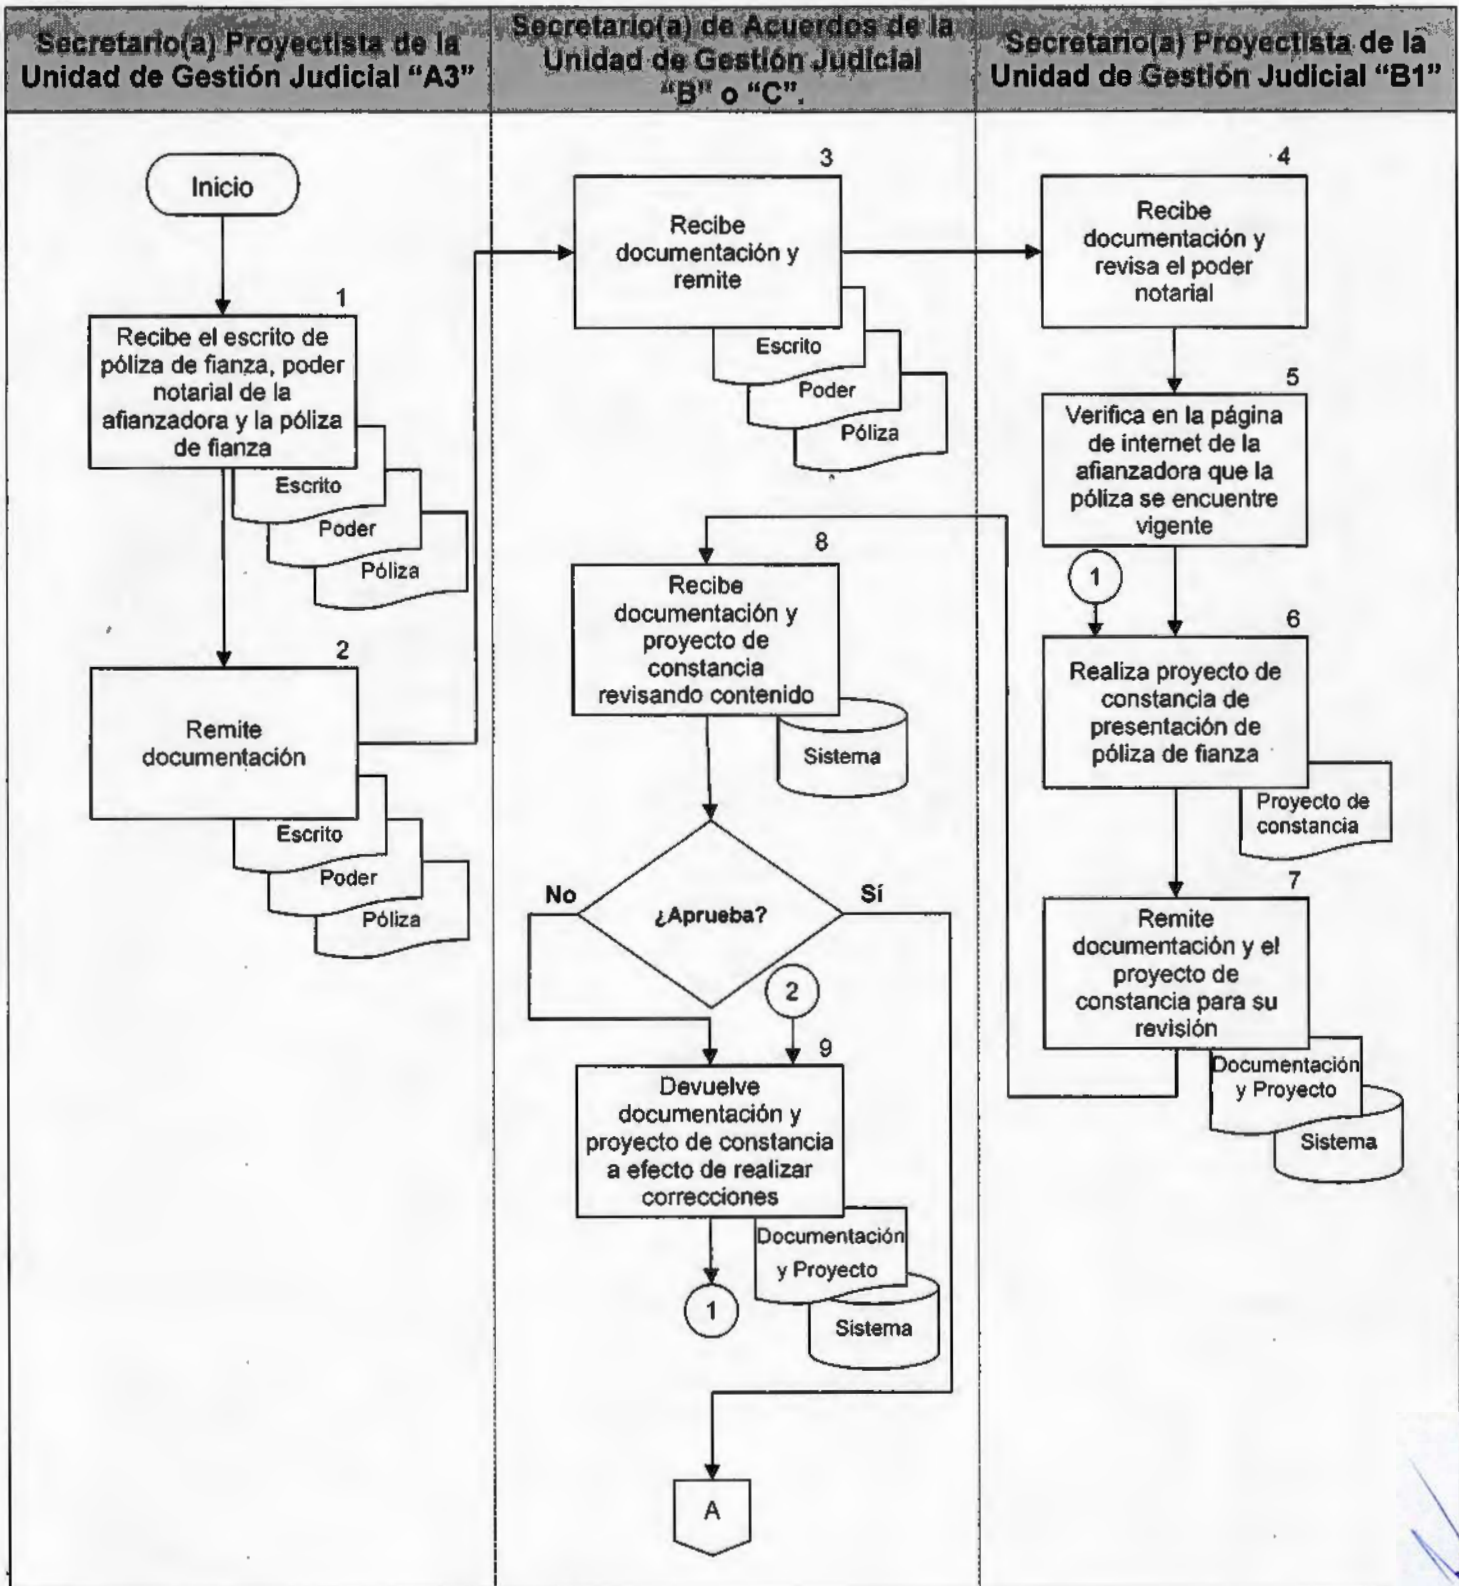 Secretario(a) Proyectista de la
Unidad de Gestión Judicial "A3"
Secretario(a) de Acuerdos de la
Unidad de Gestión Judicial
"B" o "C".
Secretario(a) Proyectista de la
Unidad de Gestión Judicial "B1"
Inicio
1
Recibe el escrito de
póliza de fianza, poder
notarial de la
afianzadora y la póliza
de fianza
Escrito
Poder
Póliza
2
Remite
documentación
Escrito
Poder
Póliza
3
Recibe
documentación y
remite
Escrito
Poder
Póliza
4
Recibe
documentación y
revisa el poder
notarial
5
Verifica en la página
de internet de la
afianzadora que la
póliza se encuentre
vigente
1
6
Realiza proyecto de
constancia de
presentación de
póliza de fianza
Proyecto de
constancia
7
Remite
documentación y el
proyecto de
constancia para su
revisión
Documentación
y Proyecto
Sistema
8
Recibe
documentación y
proyecto de
constancia
revisando contenido
Sistema
No
¿Aprueba?
Sí
2
9
Devuelve
documentación y
proyecto de constancia
a efecto de realizar
correcciones
Documentación
y Proyecto
Sistema
1
A